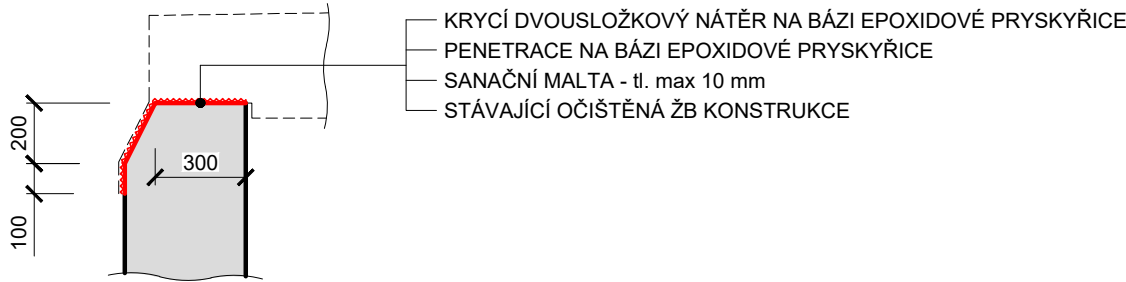 KRYCÍ DVOUSLOŽKOVÝ NÁTĚR NA BÁZI EPOXIDOVÉ PRYSKYŘICE
PENETRACE NA BÁZI EPOXIDOVÉ PRYSKYŘICE
SANAČNÍ MALTA - tl. max 10 mm
STÁVAJÍCÍ OČIŠTĚNÁ ŽB KONSTRUKCE
200
300
100